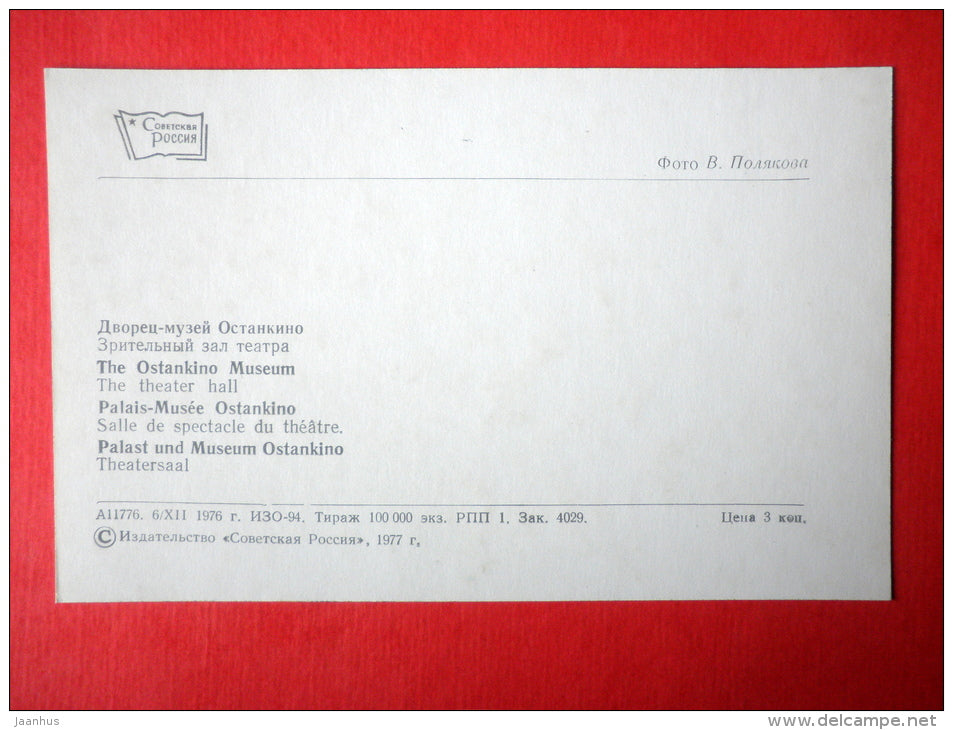 Советская
Россия
Фото В. Полякова
Дворец-музей Останкино
Зрительный зал театра
The Ostankino Museum
The theater hall
Palais-Musée Ostankino
Salle de spectacle du théâtre.
Palast und Museum Ostankino
Theatersaal
А11776. 6/XII 1976 г. ИЗО-94. Тираж 100 000 экз. РПП 1. Зак. 4029. Цена 3 коп.
© Издательство «Советская Россия», 1977 г.
jaanhus
www.delcampe.net